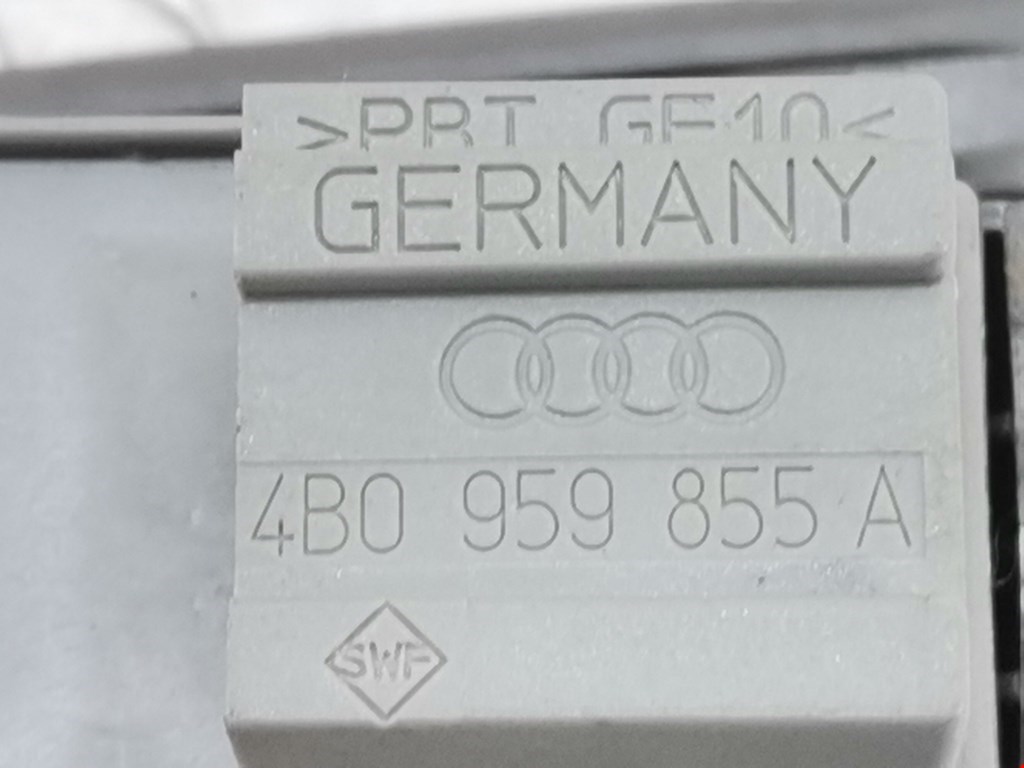 >PBT GF10<
GERMANY
4B0 959 855 A
SWF